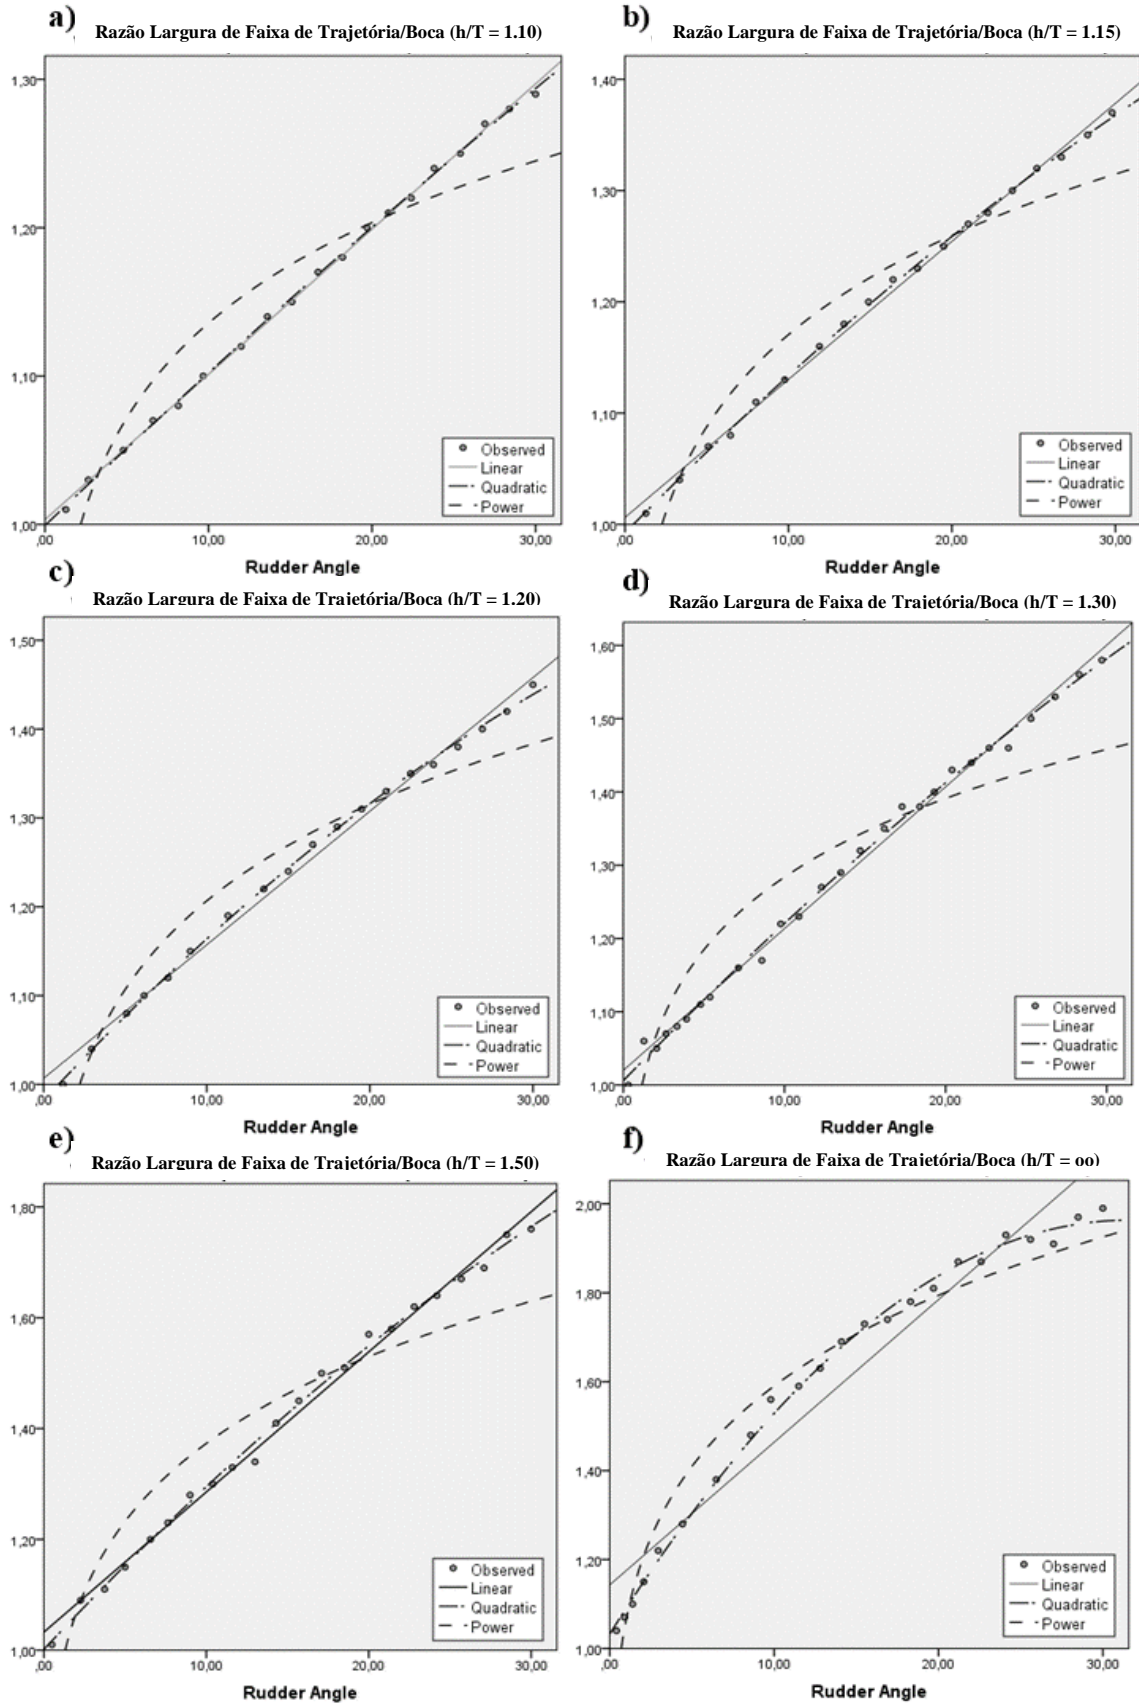 a)
Razão Largura de Faixa de Trajetória/Boca (h/T = 1.10)
1,30
1,20
1,10
1,00
Observed
Linear
Quadratic
Power
,00
10,00
20,00
30,00
Rudder Angle
b)
Razão Largura de Faixa de Trajetória/Boca (h/T = 1.15)
1,40
1,30
1,20
1,10
1,00
Observed
Linear
Quadratic
Power
,00
10,00
20,00
30,00
Rudder Angle
c)
Razão Largura de Faixa de Trajetória/Boca (h/T = 1.20)
1,50
1,40
1,30
1,20
1,10
1,00
Observed
Linear
Quadratic
Power
,00
10,00
20,00
30,00
Rudder Angle
d)
Razão Largura de Faixa de Trajetória/Boca (h/T = 1.30)
1,60
1,50
1,40
1,30
1,20
1,10
1,00
Observed
Linear
Quadratic
Power
,00
10,00
20,00
30,00
Rudder Angle
e)
Razão Largura de Faixa de Trajetória/Boca (h/T = 1.50)
1,80
1,60
1,40
1,20
1,00
Observed
Linear
Quadratic
Power
,00
10,00
20,00
30,00
Rudder Angle
f)
Razão Largura de Faixa de Trajetória/Boca (h/T = oo)
2,00
1,80
1,60
1,40
1,20
1,00
Observed
Linear
Quadratic
Power
,00
10,00
20,00
30,00
Rudder Angle